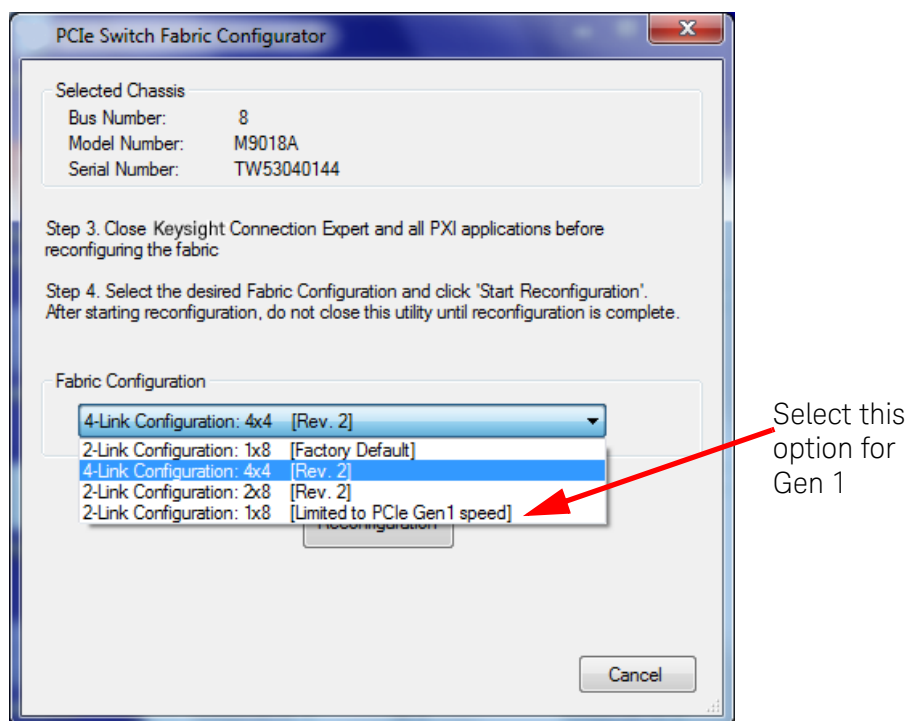 PCIe Switch Fabric Configurator
x
Selected Chassis
Bus Number: 8
Model Number: M9018A
Serial Number: TW53040144
Step 3. Close Keysight Connection Expert and all PXI applications before
reconfiguring the fabric
Step 4. Select the desired Fabric Configuration and click 'Start Reconfiguration'.
After starting reconfiguration, do not close this utility until reconfiguration is complete.
Fabric Configuration
4-Link Configuration: 4x4 [Rev. 2]
2-Link Configuration: 1x8 [Factory Default]
4-Link Configuration: 4x4 [Rev. 2]
2-Link Configuration: 2x8 [Rev. 2]
2-Link Configuration: 1x8 [Limited to PCIe Gen1 speed]
Reconfiguration
Select this
option for
Gen 1
Cancel